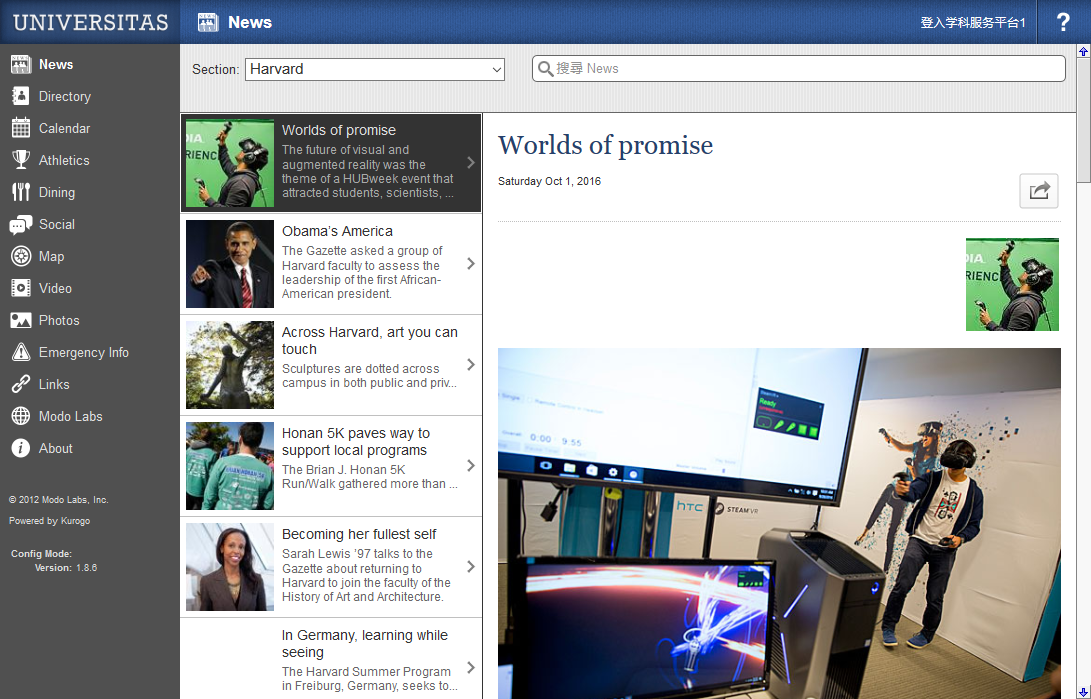 UNIVERSITAS
News
登入学科服务平台1
?
News
Directory
Calendar
Athletics
Dining
Social
Map
Video
Photos
Emergency Info
Links
Modo Labs
About
© 2012 Modo Labs, Inc.
Powered by Kurogo
Config Mode:
Version: 1.8.6
Section: Harvard
搜尋 News
Worlds of promise
The future of visual and
augmented reality was the
theme of a HUBweek event that
attracted students, scientists, ...
Obama's America
The Gazette asked a group of
Harvard faculty to assess the
leadership of the first African-
American president.
Across Harvard, art you can
touch
Sculptures are dotted across
campus in both public and priv...
Honan 5K paves way to
support local programs
The Brian J. Honan 5K
Run/Walk gathered more than ...
Becoming her fullest self
Sarah Lewis '97 talks to the
Gazette about returning to
Harvard to join the faculty of the
History of Art and Architecture.
In Germany, learning while
seeing
The Harvard Summer Program
in Freiburg, Germany, seeks to...
Worlds of promise
Saturday Oct 1, 2016
Ready
0:00 - 9:55
hTC
STEAM VR